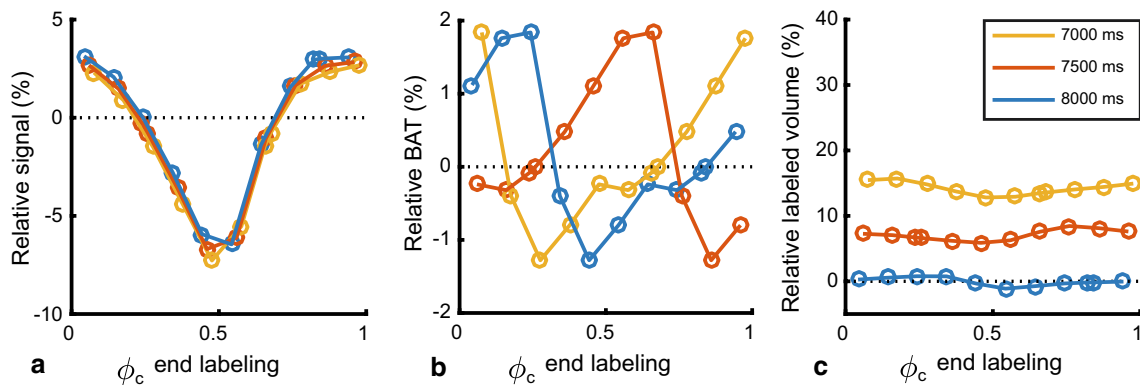 5
0
-5
-10
Relative signal (%)
0
0.5
1
a
ϕc end labeling
2
1
0
-1
-2
Relative BAT (%)
0
0.5
1
b
ϕc end labeling
40
30
20
10
0
Relative labeled volume (%)
0
0.5
1
c
ϕc end labeling
7000 ms
7500 ms
8000 ms